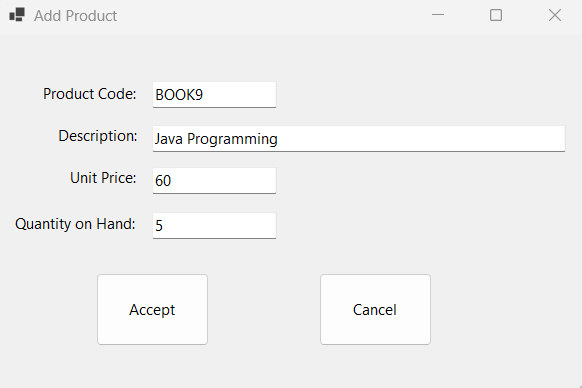 Add Product
Product Code: BOOK9
Description: Java Programming
Unit Price: 60
Quantity on Hand: 5
Accept Cancel